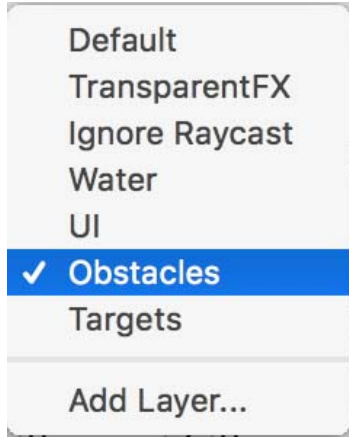 Default
TransparentFX
Ignore Raycast
Water
UI
Obstacles
Targets
Add Layer...